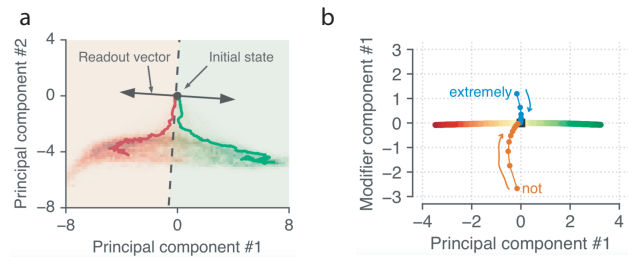 a
4
0
−4
−8
−8
0
8
Principal component #2
Principal component #1
Readout vector
Initial state
b
3
2
1
0
−1
−2
−3
−4
−2
0
2
4
Modifier component #1
Principal component #1
extremely
not